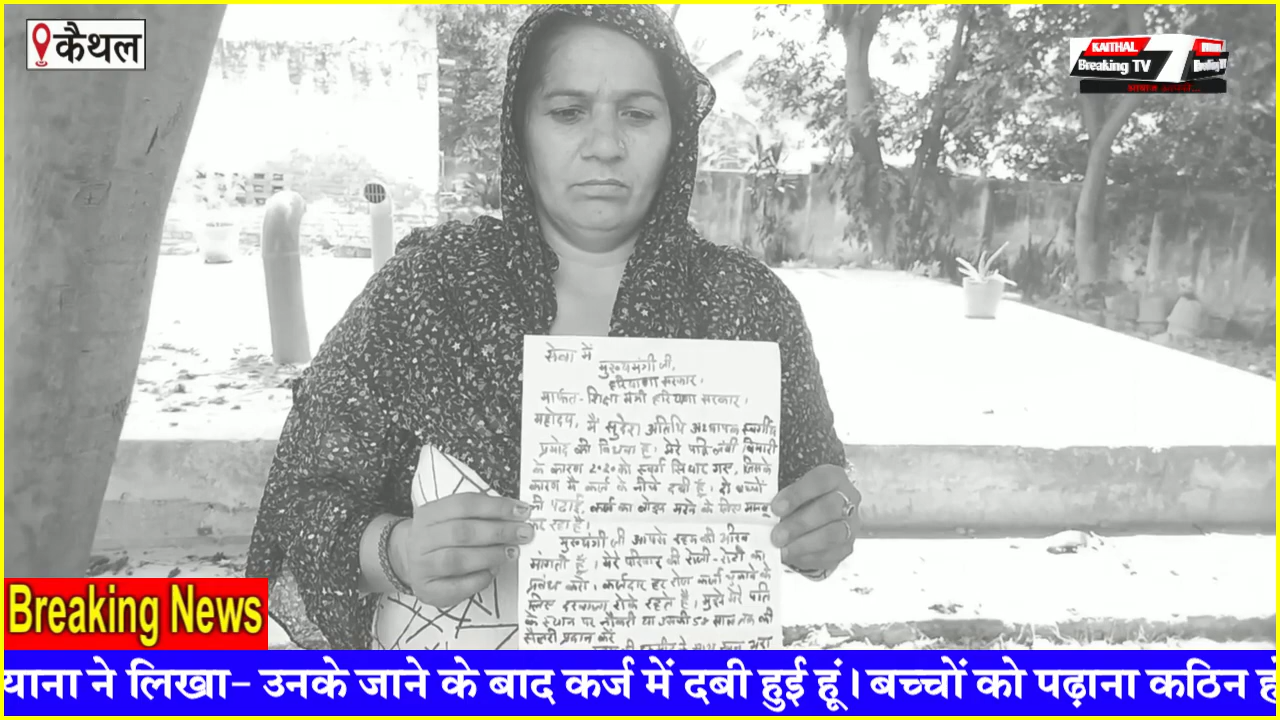 कैथल
KAITHAL
Breaking TV
7
सेवा में
मुख्यमंत्री जी,
हरियाणा सरकार,
मार्फत- शिक्षा मंत्री हरियाणा सरकार,
महोदय, मैं सुदेश अतिथि अध्यापक स्वर्गीय
प्रमोद की विधवा हूं। मेरे पति लंबी बिमारी
के कारण 2020 को स्वर्ग सिधार गए, जिसके
कारण मैं कर्ज के नीचे दबी हूँ। दो बच्चों
की पढाई, कर्ज का बोझ मरने के लिए मजबूर
कर रहा है।
मुख्यमंत्री जी आपसे रहम की भीख
मांगती हूँ। मेरे परिवार की रोजी-रोटी का
प्रबंध करो। कर्जदार हर रोज कर्जा चुकाने के
लिए दरवाजा रोके रहते हैं। मुझे मेरे पति
के स्थान पर नौकरी या उसकी 58 साल तक की
सैलरी प्रदान करें
Breaking News
याना ने लिखा- उनके जाने के बाद कर्ज में दबी हुई हूं। बच्चों को पढ़ाना कठिन हो